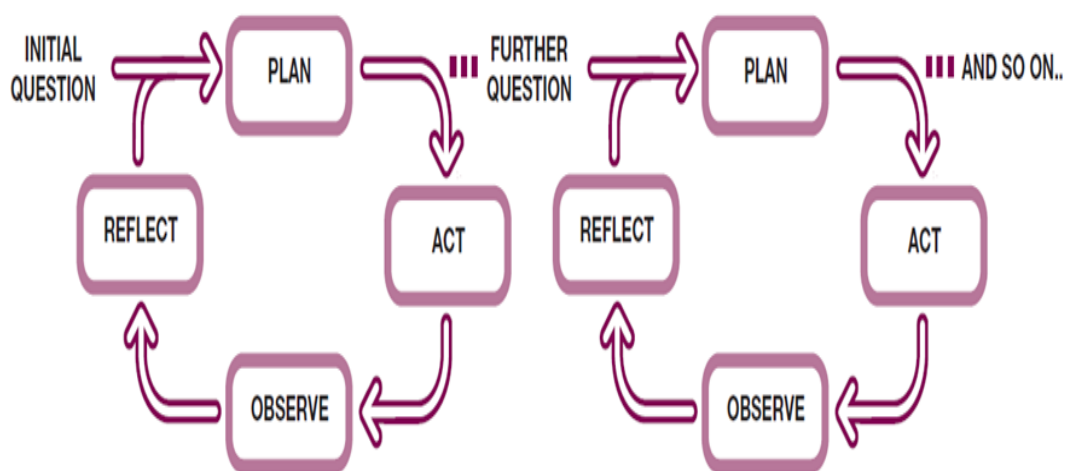 INITIAL
QUESTION
PLAN
FURTHER
QUESTION
PLAN
AND SO ON..
REFLECT
ACT
REFLECT
ACT
OBSERVE
OBSERVE